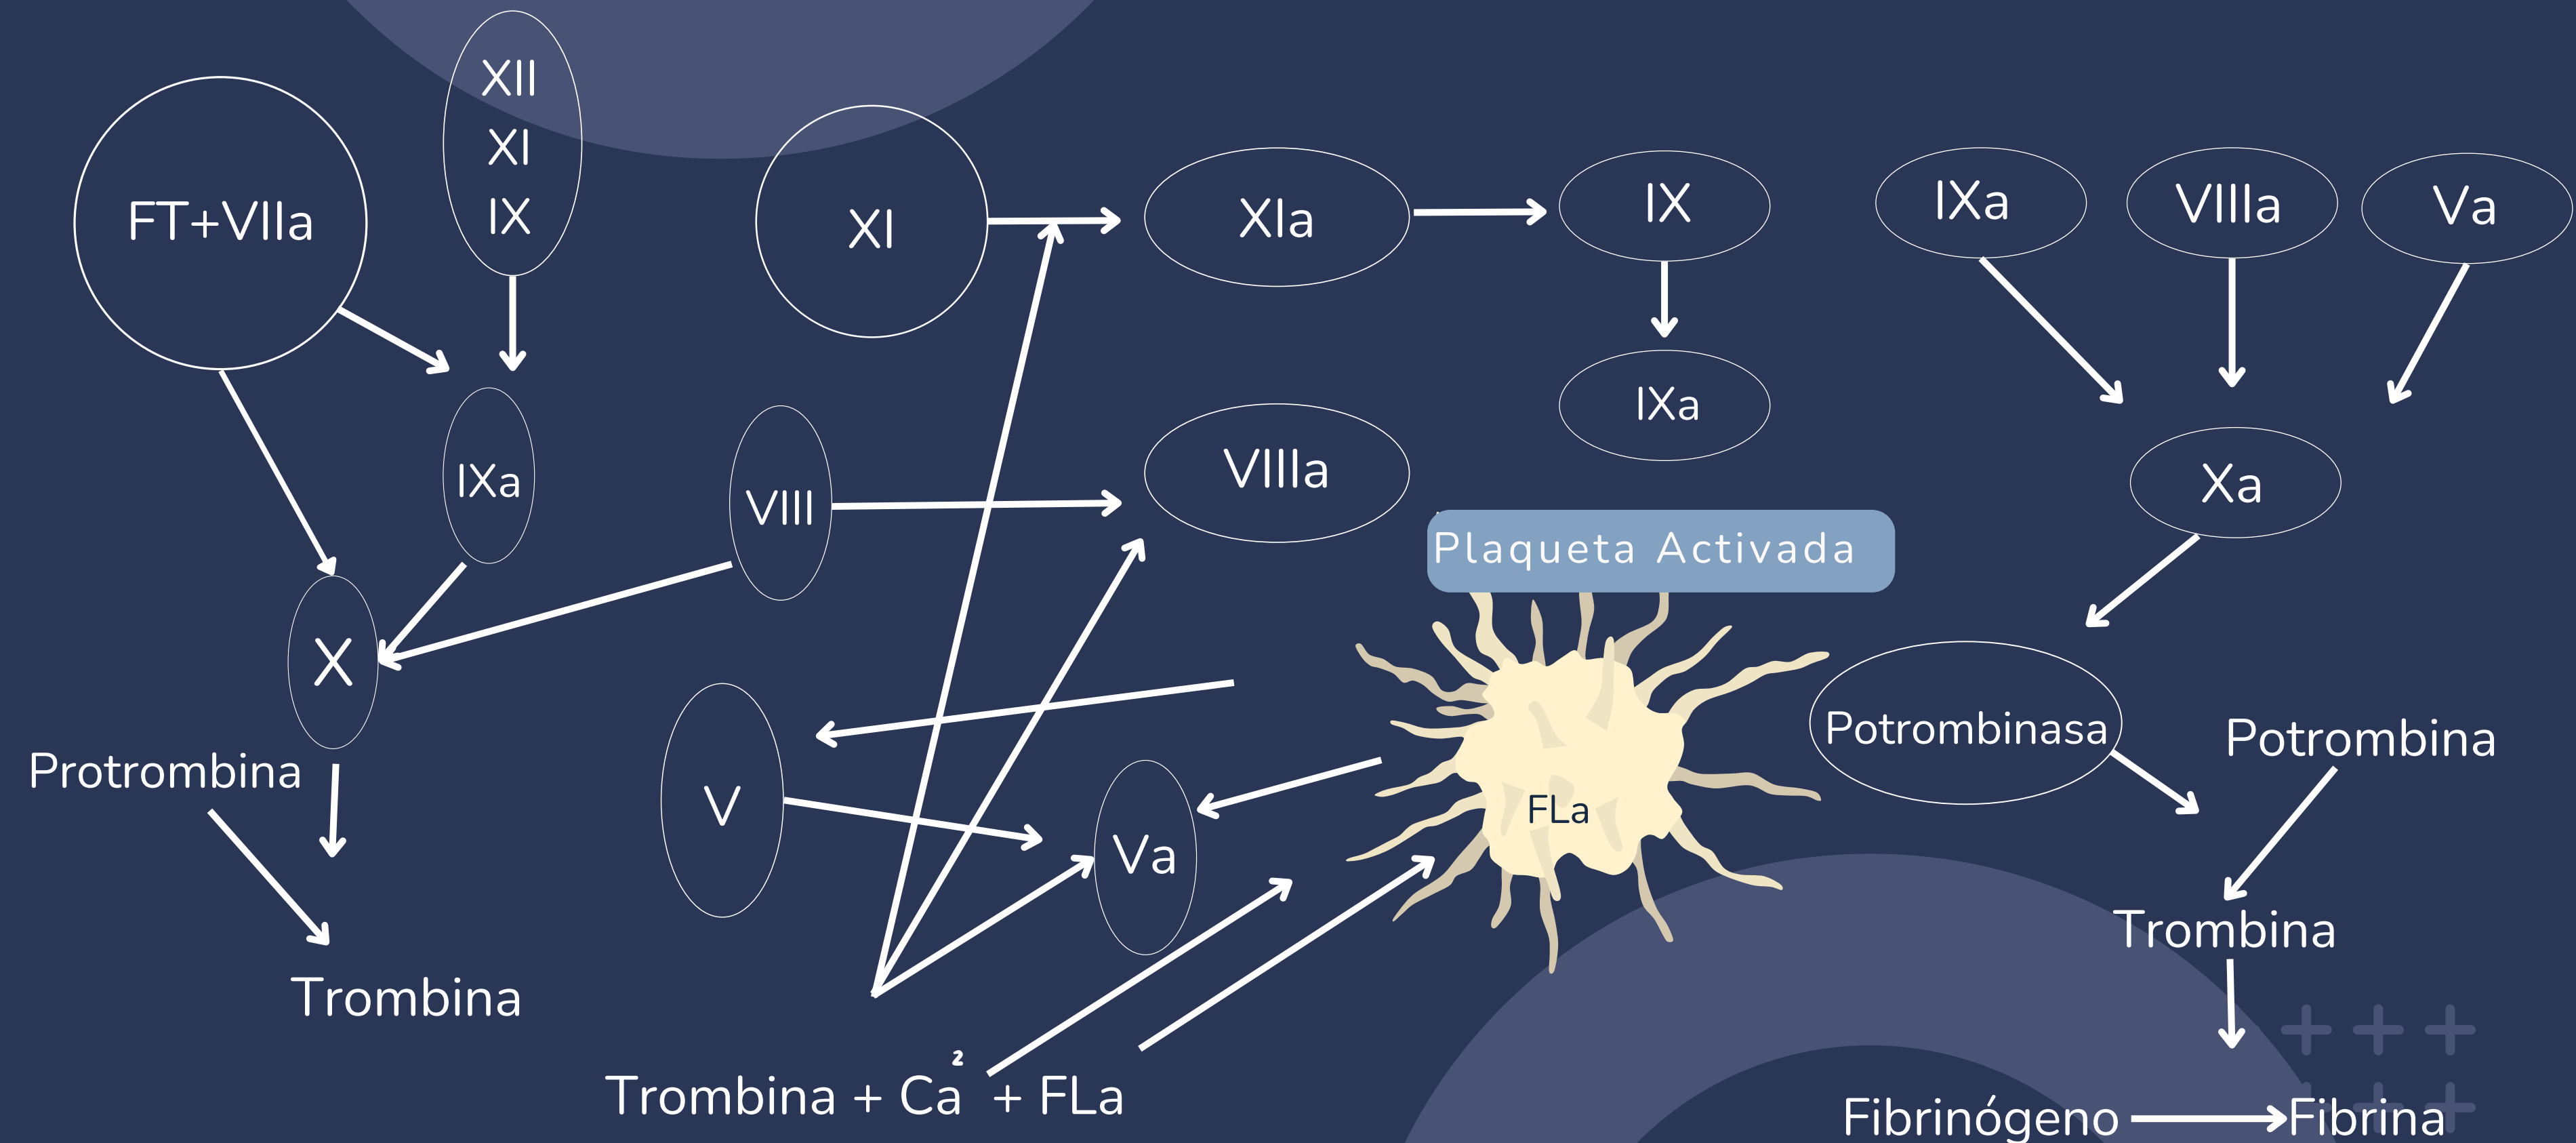 FT+VIIa
XII
XI
IX
IXa
X
Protrombina
Trombina
XI
XIa
IX
IXa
VIII
VIIIa
V
Va
Trombina + Ca² + FLa
Plaqueta Activada
FLa
IXa
VIIIa
Va
Xa
Potrombinasa
Potrombina
Trombina
Fibrinógeno
Fibrina